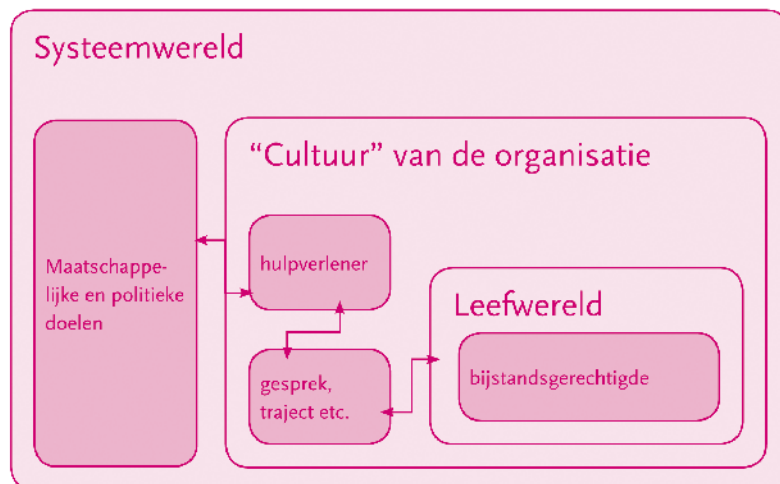 Systeemwereld
“Cultuur” van de organisatie
Maatschappe-
lijke en politieke
doelen
hulpverlener
gesprek,
traject etc.
Leefwereld
bijstandsgerechtigde